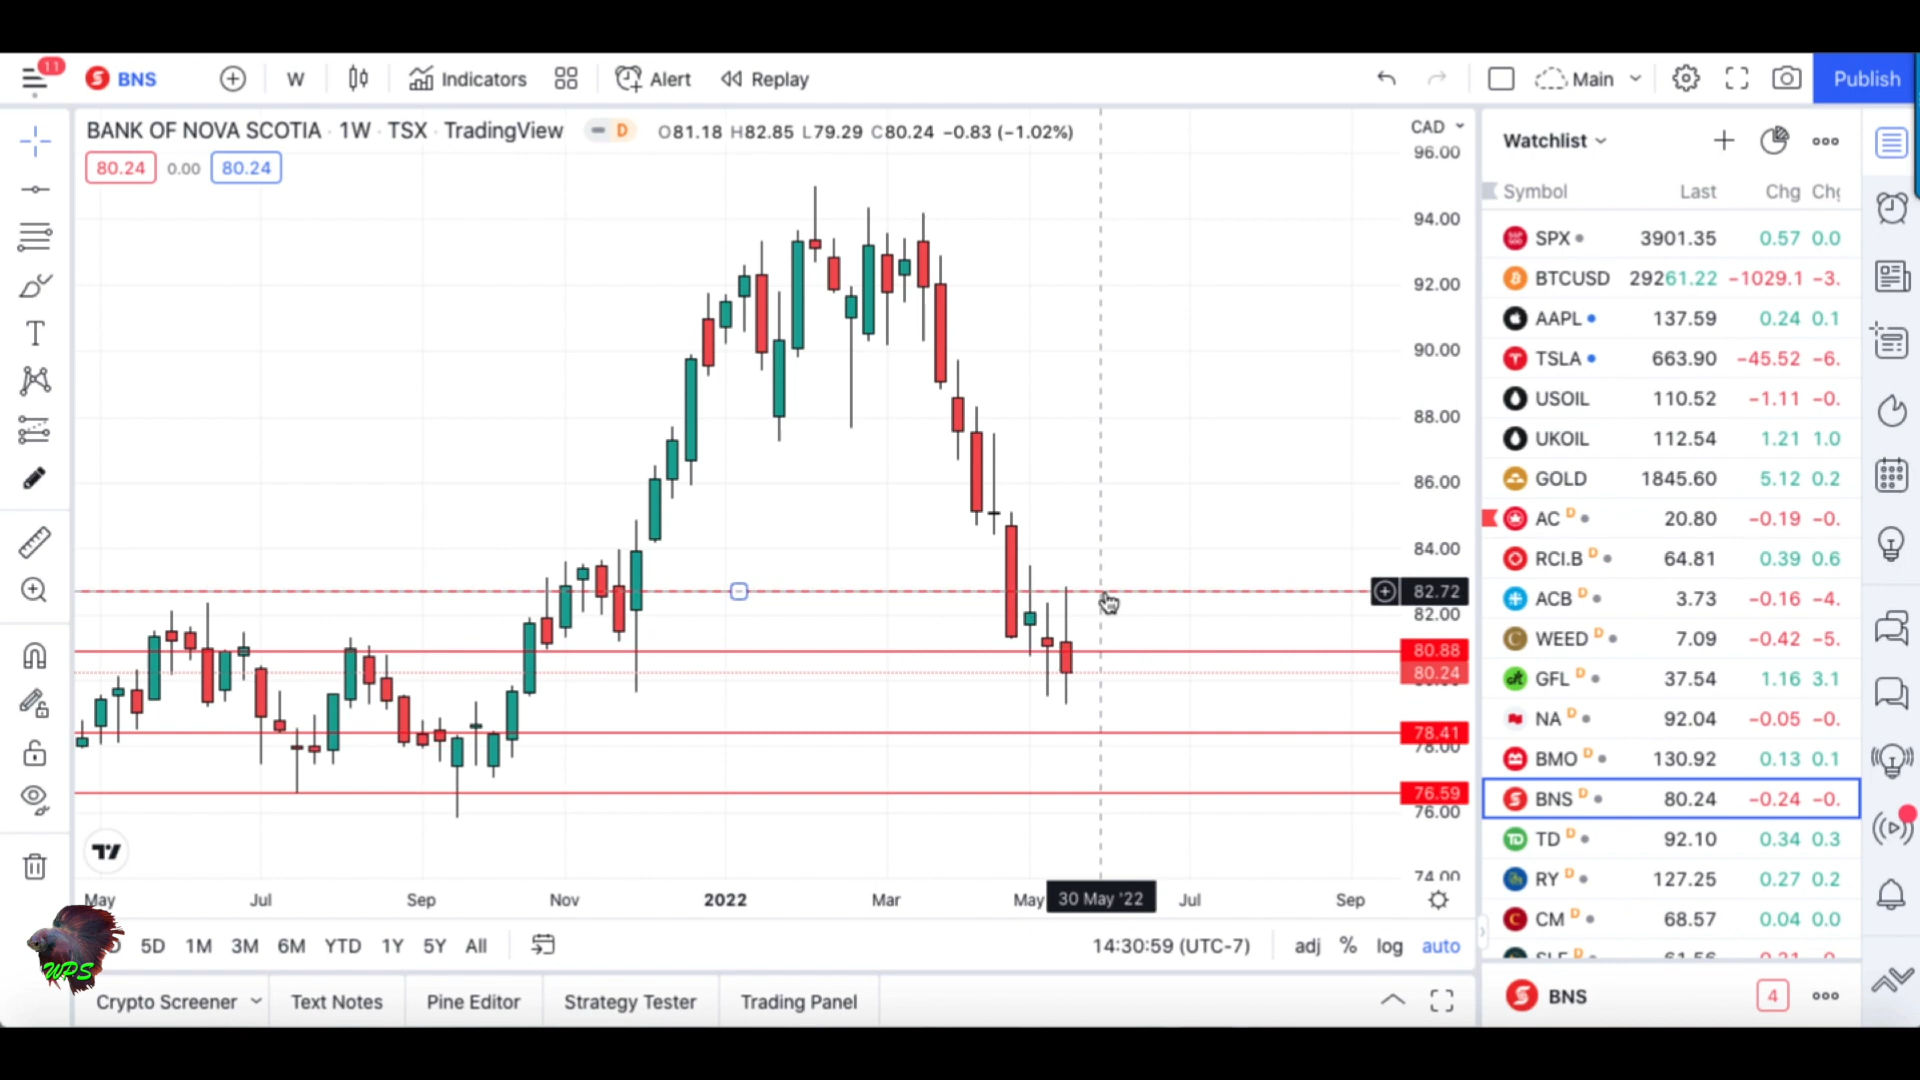 11
BNS
W
Indicators
Alert
Replay
Main
Publish
BANK OF NOVA SCOTIA · 1W · TSX · TradingView
D
O81.18 H82.85 L79.29 C80.24 −0.83 (−1.02%)
80.24 0.00 80.24
CAD
96.00
94.00
92.00
90.00
88.00
86.00
84.00
82.72
82.00
80.88
80.24
78.41
78.00
76.59
76.00
74.00
May Jul Sep Nov 2022 Mar May 30 May '22 Jul Sep
5D 1M 3M 6M YTD 1Y 5Y All
14:30:59 (UTC-7) adj % log auto
WPS
Crypto Screener Text Notes Pine Editor Strategy Tester Trading Panel
Watchlist
Symbol Last Chg Chg
SPX 3901.35 0.57 0.0
BTCUSD 29261.22 −1029.1 −3.
AAPL 137.59 0.24 0.1
TSLA 663.90 −45.52 −6.
USOIL 110.52 −1.11 −0.
UKOIL 112.54 1.21 1.0
GOLD 1845.60 5.12 0.2
AC D 20.80 −0.19 −0.
RCI.B D 64.81 0.39 0.6
ACB D 3.73 −0.16 −4.
WEED D 7.09 −0.42 −5.
GFL D 37.54 1.16 3.1
NA D 92.04 −0.05 −0.
BMO D 130.92 0.13 0.1
BNS D 80.24 −0.24 −0.
TD D 92.10 0.34 0.3
RY D 127.25 0.27 0.2
CM D 68.57 0.04 0.0
BNS 4